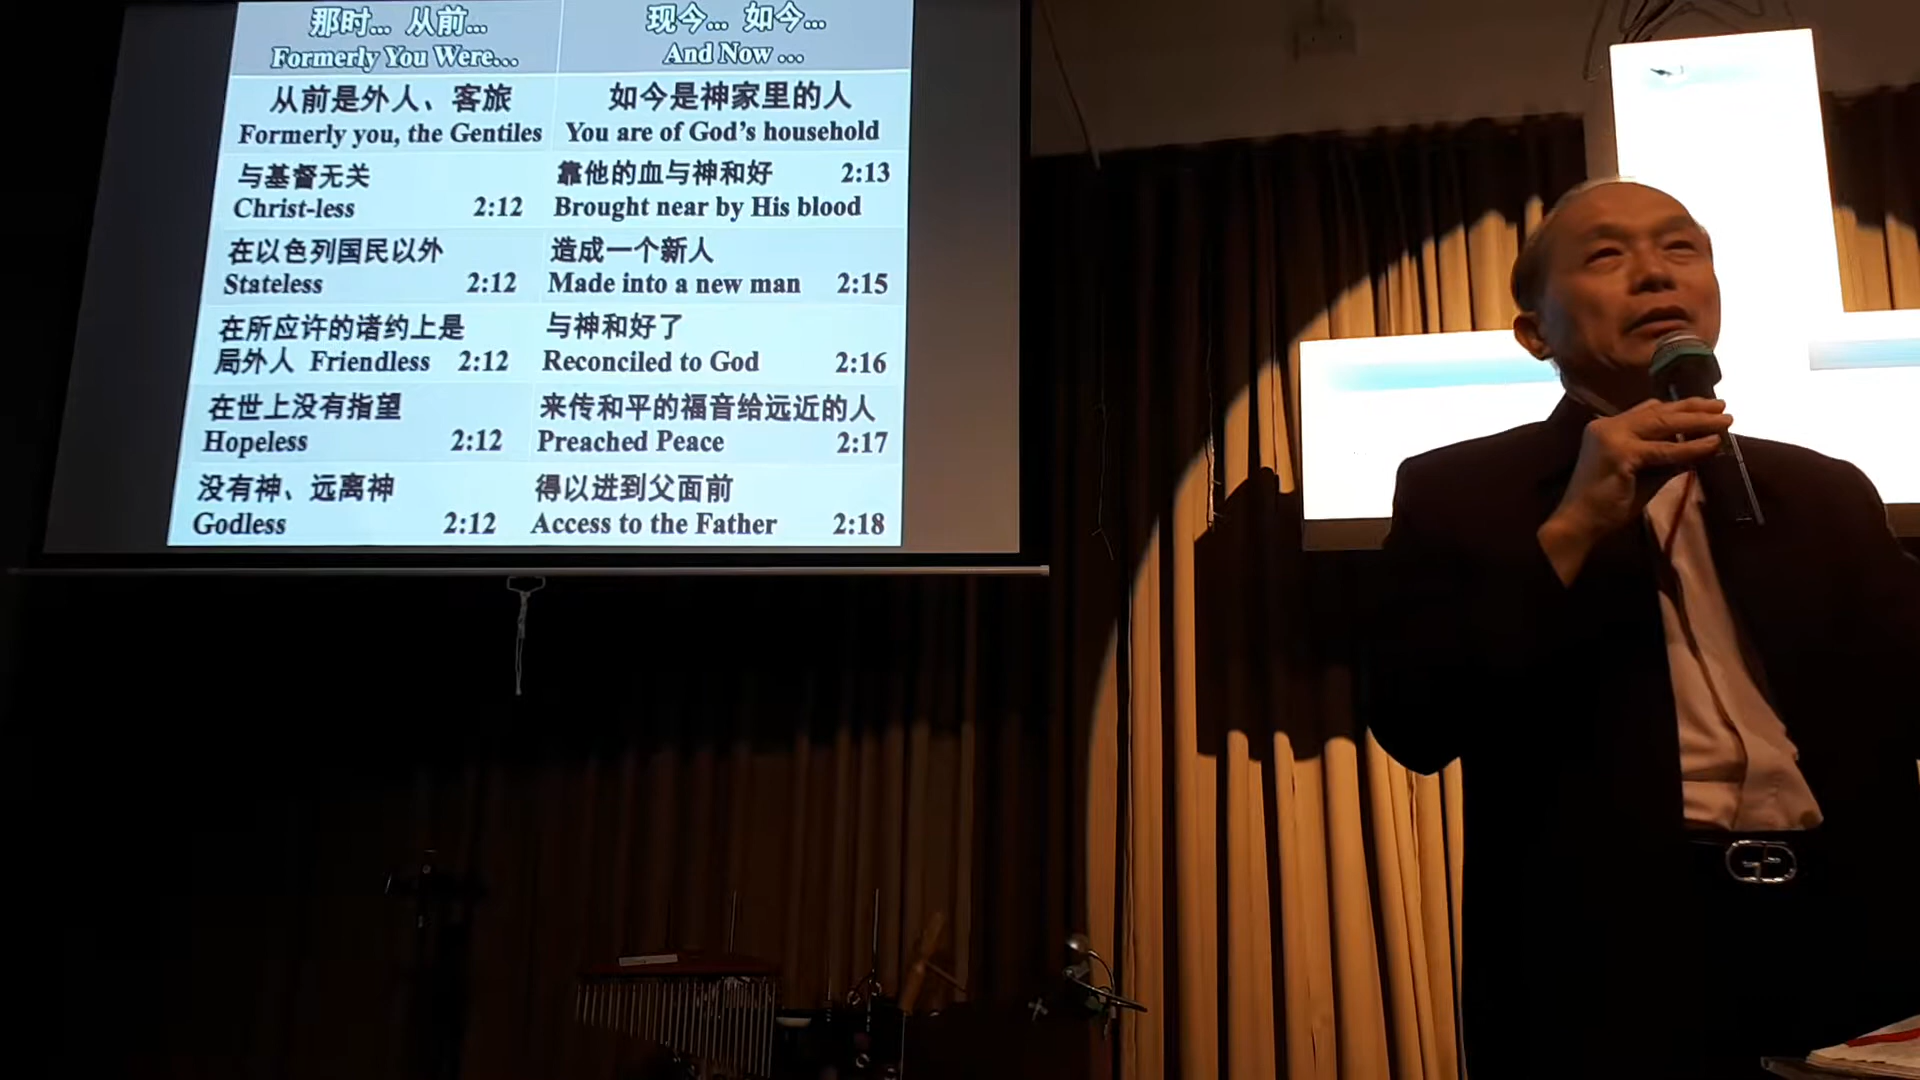 那时... 从前...
Formerly You Were...
现今... 如今...
And Now ...
从前是外人、客旅
Formerly you, the Gentiles
如今是神家里的人
You are of God's household
与基督无关
Christ-less 2:12
靠他的血与神和好 2:13
Brought near by His blood
在以色列国民以外
Stateless 2:12
造成一个新人
Made into a new man 2:15
在所应许的诸约上是
局外人 Friendless 2:12
与神和好了
Reconciled to God 2:16
在世上没有指望
Hopeless 2:12
来传和平的福音给远近的人
Preached Peace 2:17
没有神、远离神
Godless 2:12
得以进到父面前
Access to the Father 2:18